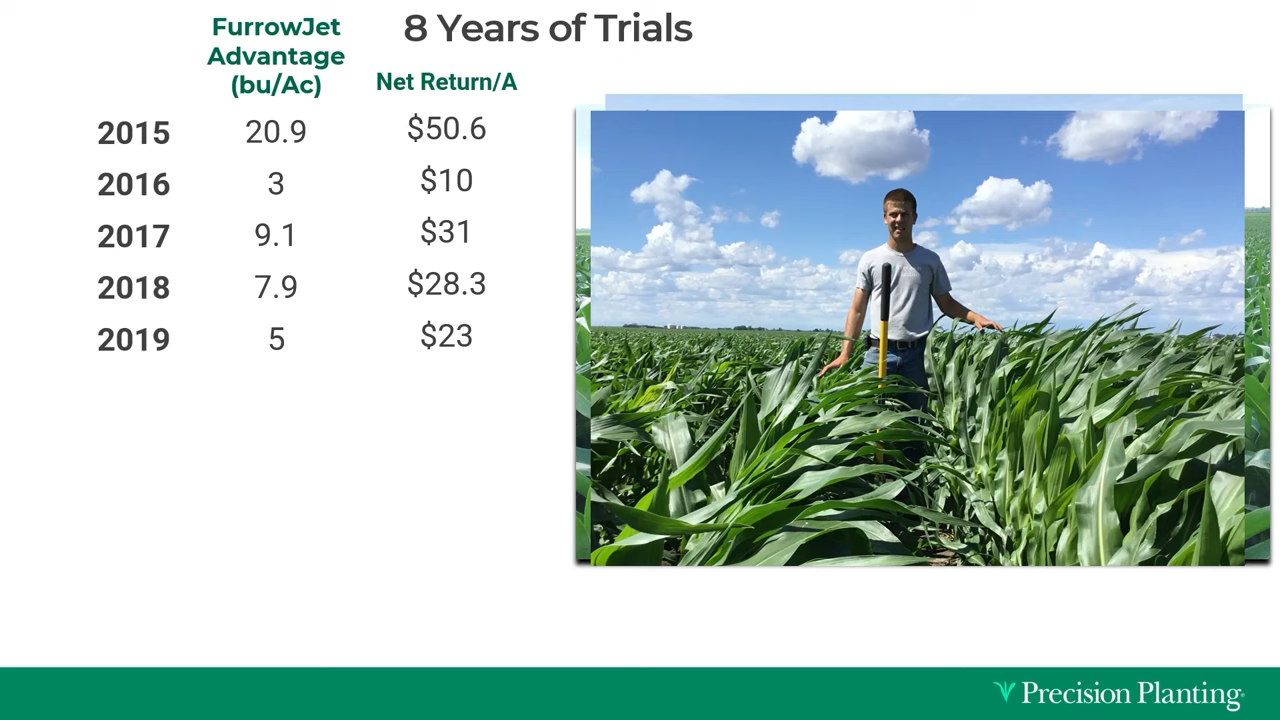 8 Years of Trials
FurrowJet
Advantage
(bu/Ac)
Net Return/A
2015 20.9 $50.6
2016 3 $10
2017 9.1 $31
2018 7.9 $28.3
2019 5 $23
Precision Planting